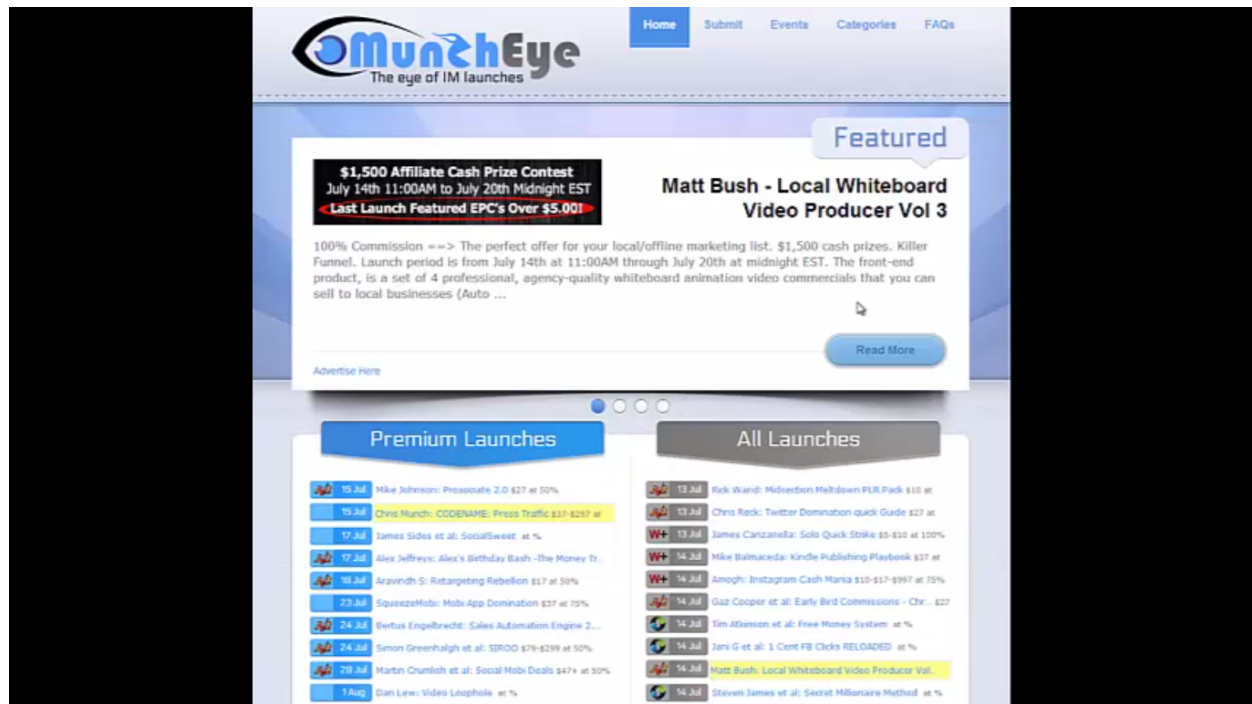 Home Submit Events Categories FAQs
MunchEye
The eye of IM launches
Featured
$1,500 Affiliate Cash Prize Contest
July 14th 11:00AM to July 20th Midnight EST
Last Launch Featured EPC's Over $5.00!
Matt Bush - Local Whiteboard
Video Producer Vol 3
100% Commission ==> The perfect offer for your local/offline marketing list. $1,500 cash prizes. Killer
Funnel. Launch period is from July 14th at 11:00AM through July 20th at midnight EST. The front-end
product, is a set of 4 professional, agency-quality whiteboard animation video commercials that you can
sell to local businesses (Auto ...
Read More
Advertise Here
Premium Launches
15 Jul Mike Johnson: Prosociate 2.0 $27 at 50%
15 Jul Chris Munch: CODENAME: Press Traffic $37-$297 at
17 Jul James Sides et al: SocialSweet at %
17 Jul Alex Jeffreys: Alex's Birthday Bash -The Money Tr...
18 Jul Aravindh S: Retargeting Rebellion $17 at 50%
23 Jul SqueezeMobi: Mobi App Domination $37 at 75%
24 Jul Bertus Engelbrecht: Sales Automation Engine 2...
24 Jul Simon Greenhalgh et al: SIROO $79-$299 at 50%
28 Jul Martin Crumlish et al: Social Mobi Deals $47+ at 50%
1 Aug Dan Lew: Video Loophole at %
All Launches
13 Jul Rick Warid: Midsection Meltdown PLR Pack $10 at
13 Jul Chris Reck: Twitter Domination quick Guide $27 at
W+ 13 Jul James Canzanella: Solo Quick Strike $5-$10 at 100%
14 Jul Mike Balmaceda: Kindle Publishing Playbook $37 at
W+ 14 Jul Amogh: Instagram Cash Mania $10-$17-$997 at 75%
14 Jul Gaz Cooper et al: Early Bird Commissions - Chr... $27
14 Jul Tim Atkinson et al: Free Money System at %
14 Jul Jani G et al: 1 Cent FB Clicks RELOADED at %
14 Jul Matt Bush: Local Whiteboard Video Producer Vol...
14 Jul Steven James et al: Secret Millionaire Method at %